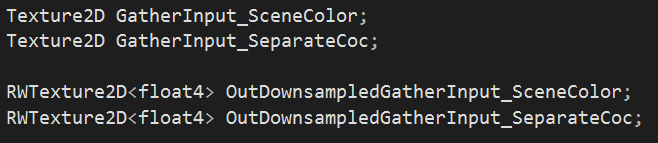 Texture2D GatherInput_SceneColor;
Texture2D GatherInput_SeparateCoc;
RWTexture2D<float4> OutDownsampledGatherInput_SceneColor;
RWTexture2D<float4> OutDownsampledGatherInput_SeparateCoc;